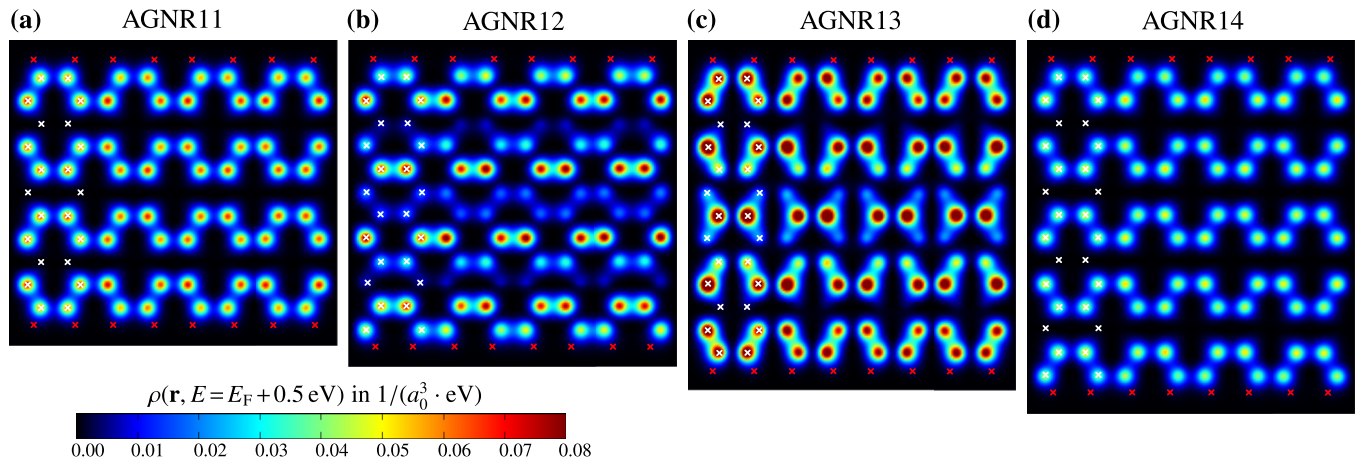 (a) AGNR11
(b) AGNR12
(c) AGNR13
(d) AGNR14
ρ(r, E = E_F + 0.5 eV) in 1/(a_0^3 · eV)
0.00 0.01 0.02 0.03 0.04 0.05 0.06 0.07 0.08